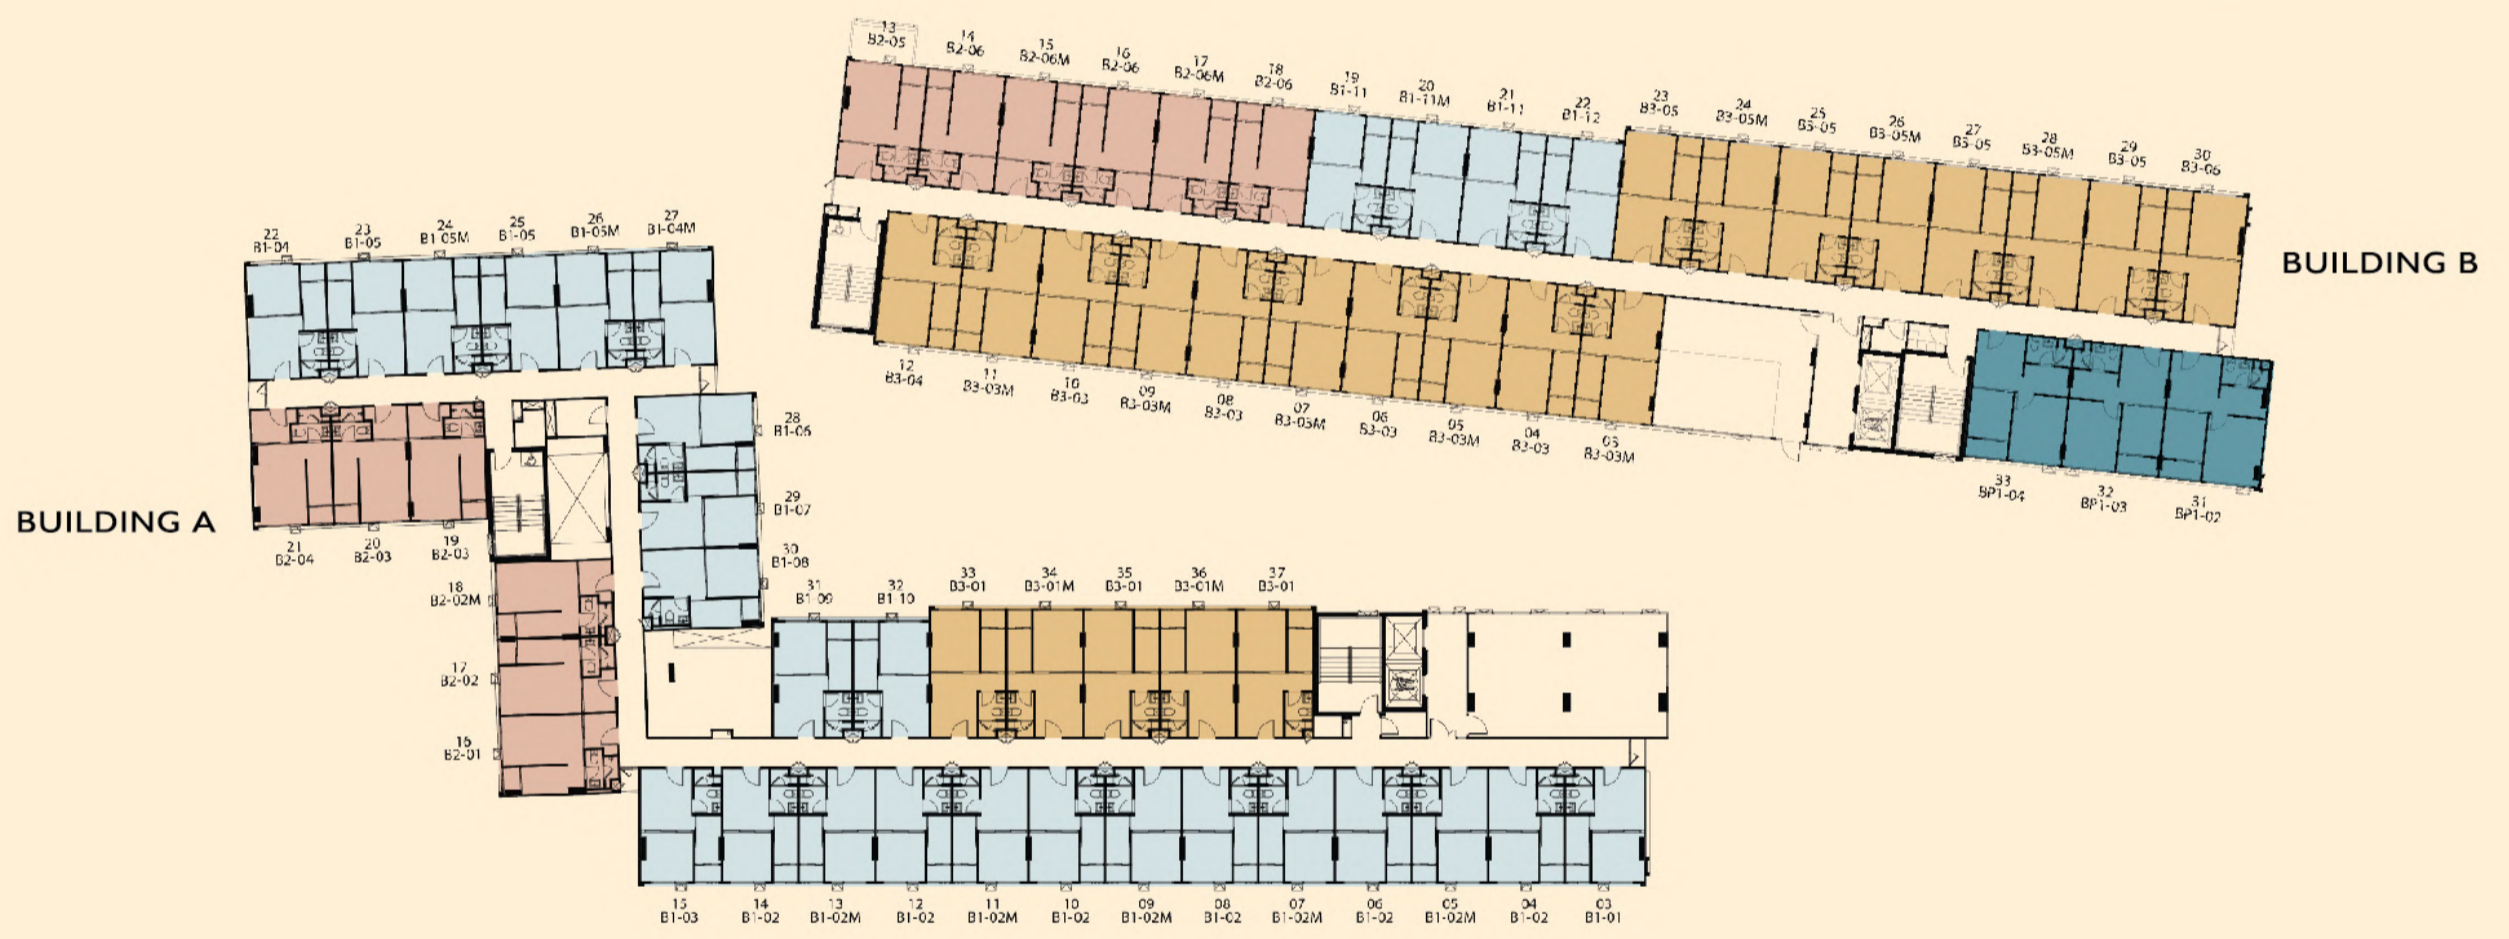 13
B2-05
14
B2-06
15
B2-06M
16
B2-06
17
B2-06M
18
B2-06
19
B1-11
20
B1-11M
21
B1-11
22
B1-12
23
B3-05
24
B3-05M
25
B3-05
26
B3-05M
27
B3-05
28
B3-05M
29
B3-05
30
B3-06
BUILDING B
12
B3-04
11
B3-03M
10
B3-03
09
B3-03M
08
B3-03
07
B3-03M
06
B3-03
05
B3-03M
04
B3-03
03
B3-03M
33
BP1-04
32
BP1-03
31
BP1-02
22
B1-04
23
B1-05
24
B1-05M
25
B1-05
26
B1-05M
27
B1-04M
28
B1-06
29
B1-07
30
B1-08
BUILDING A
21
B2-04
20
B2-03
19
B2-03
18
B2-02M
17
B2-02
16
B2-01
31
B1-09
32
B1-10
33
B3-01
34
B3-01M
35
B3-01
36
B3-01M
37
B3-01
15
B1-03
14
B1-02
13
B1-02M
12
B1-02
11
B1-02M
10
B1-02
09
B1-02M
08
B1-02
07
B1-02M
06
B1-02
05
B1-02M
04
B1-02
03
B1-01